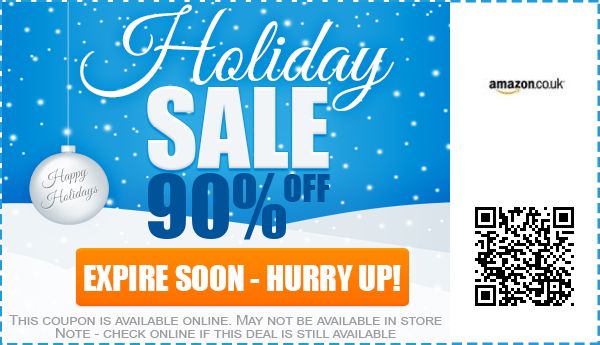 Holiday
SALE
90% OFF
Happy
Holidays
EXPIRE SOON - HURRY UP!
THIS COUPON IS AVAILABLE ONLINE. MAY NOT BE AVAILABLE IN STORE
NOTE - CHECK ONLINE IF THIS DEAL IS STILL AVAILABLE
amazon.co.uk